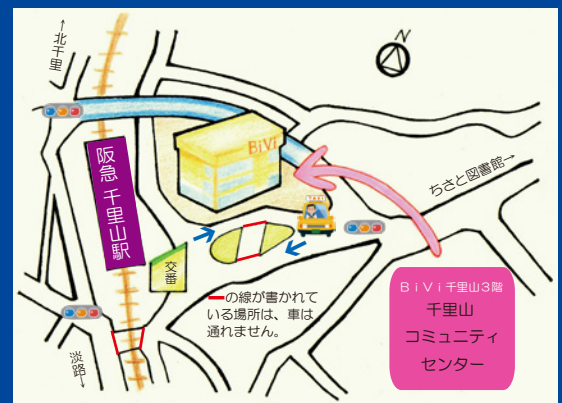 ←北千里
N
BiVi
阪急 千里山駅
TAXI
ちさと図書館→
交番
━の線が書かれて
いる場所は、車は
通れません。
BiVi千里山3階
千里山
コミュニティ
センター
淡路→